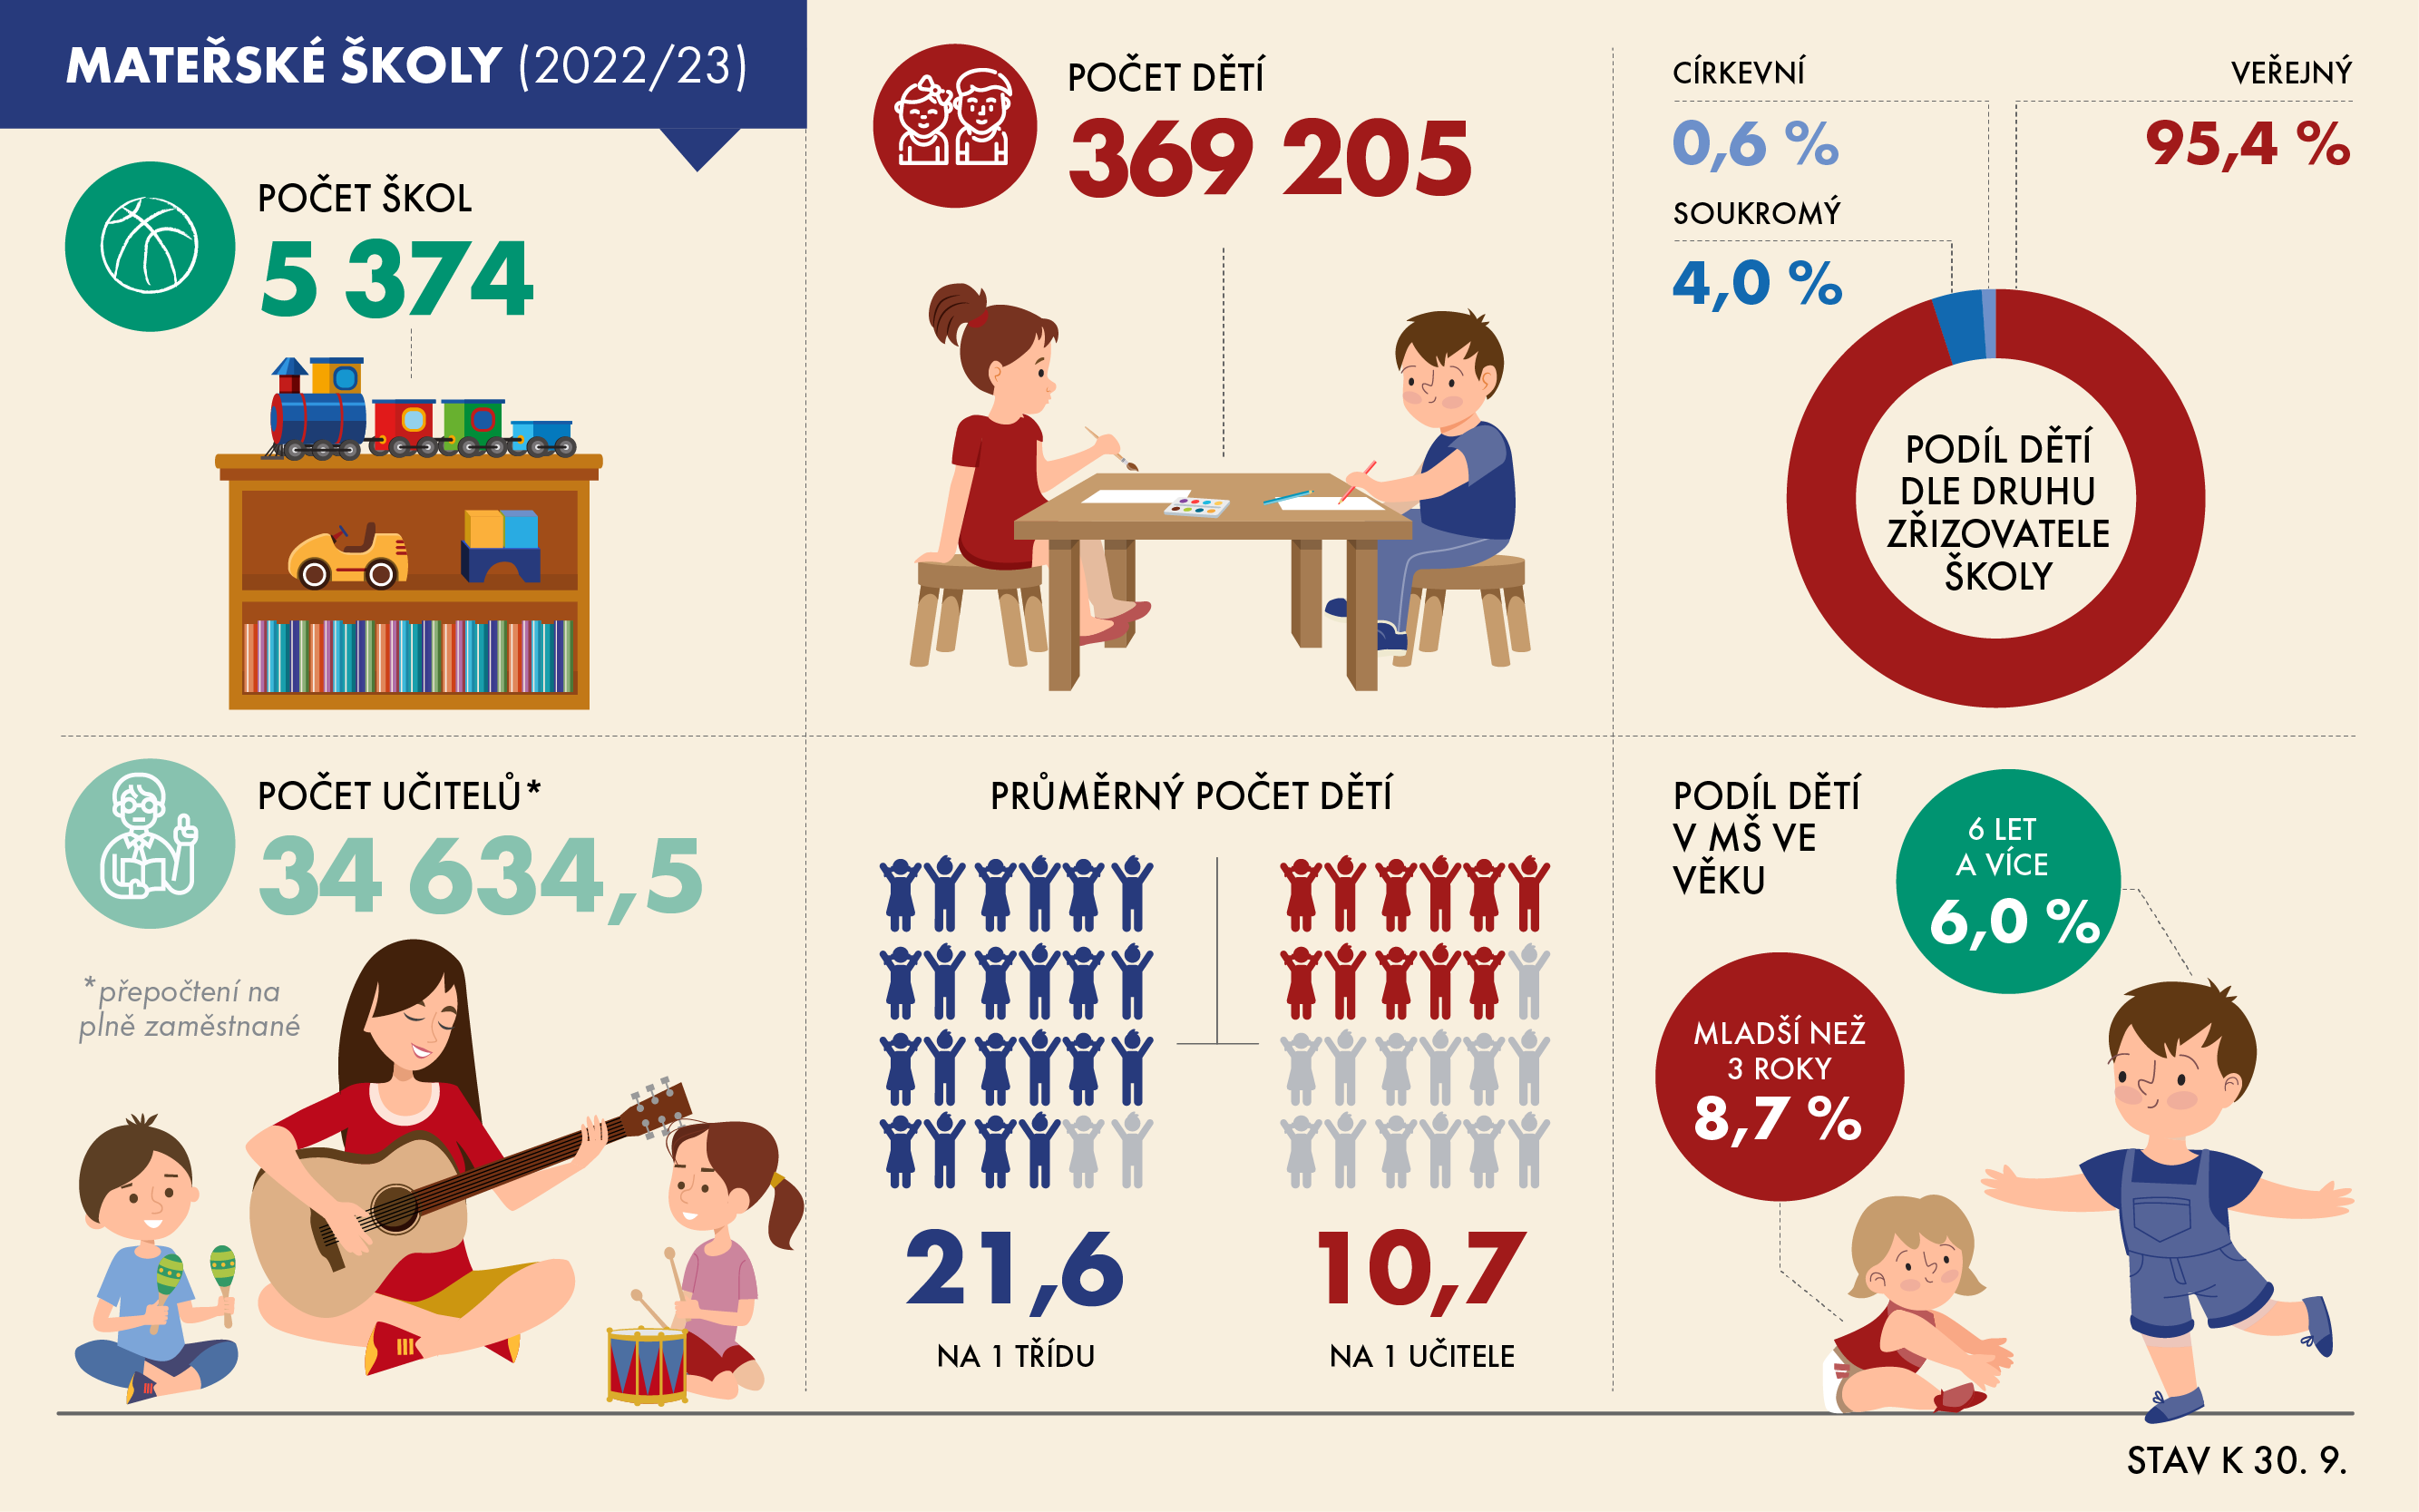 MATEŘSKÉ ŠKOLY (2022/23)
POČET ŠKOL
5 374
POČET DĚTÍ
369 205
CÍRKEVNÍ
0,6 %
SOUKROMÝ
4,0 %
VEŘEJNÝ
95,4 %
PODÍL DĚTÍ
DLE DRUHU
ZŘIZOVATELE
ŠKOLY
POČET UČITELŮ*
34 634,5
*přepočtení na
plně zaměstnané
PRŮMĚRNÝ POČET DĚTÍ
21,6
NA 1 TŘÍDU
10,7
NA 1 UČITELE
PODÍL DĚTÍ
V MŠ VE
VĚKU
6 LET
A VÍCE
6,0 %
MLADŠÍ NEŽ
3 ROKY
8,7 %
STAV K 30. 9.